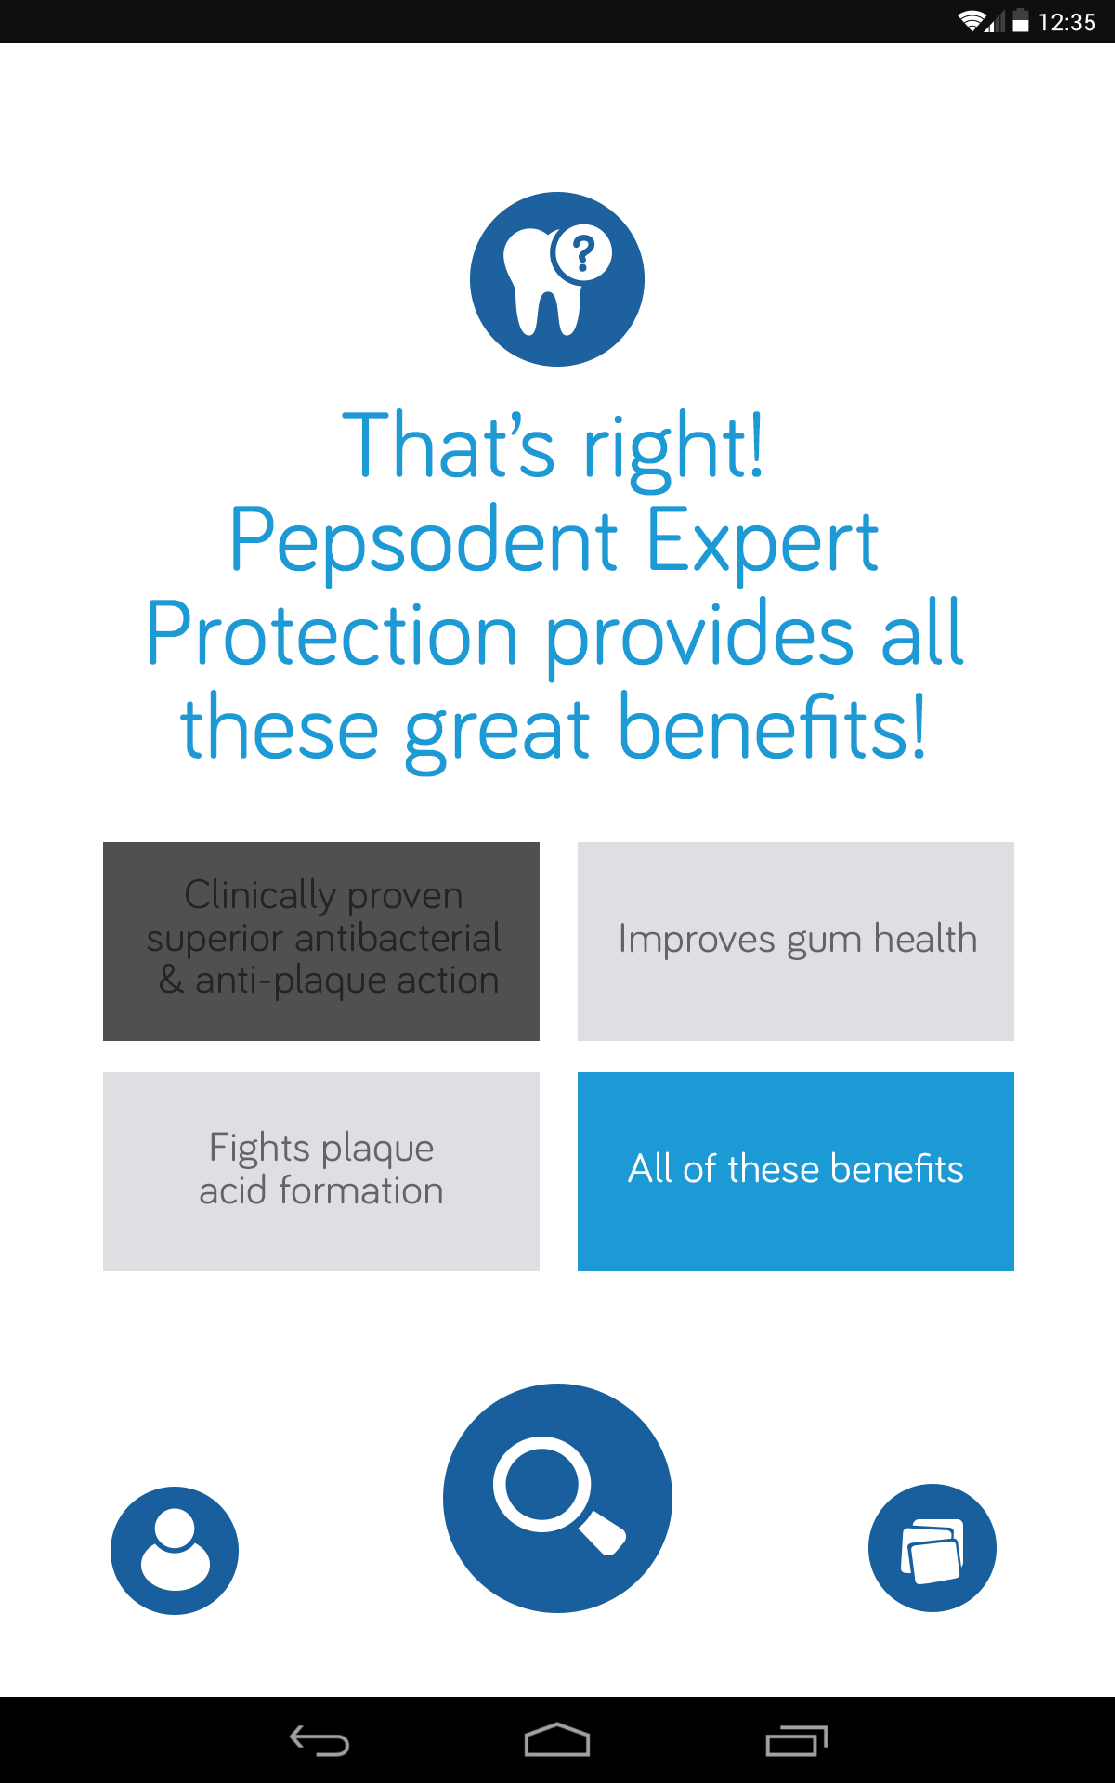 12:35
?
That's right!
Pepsodent Expert
Protection provides all
these great benefits!
Clinically proven
superior antibacterial
& anti-plaque action
Improves gum health
Fights plaque
acid formation
All of these benefits